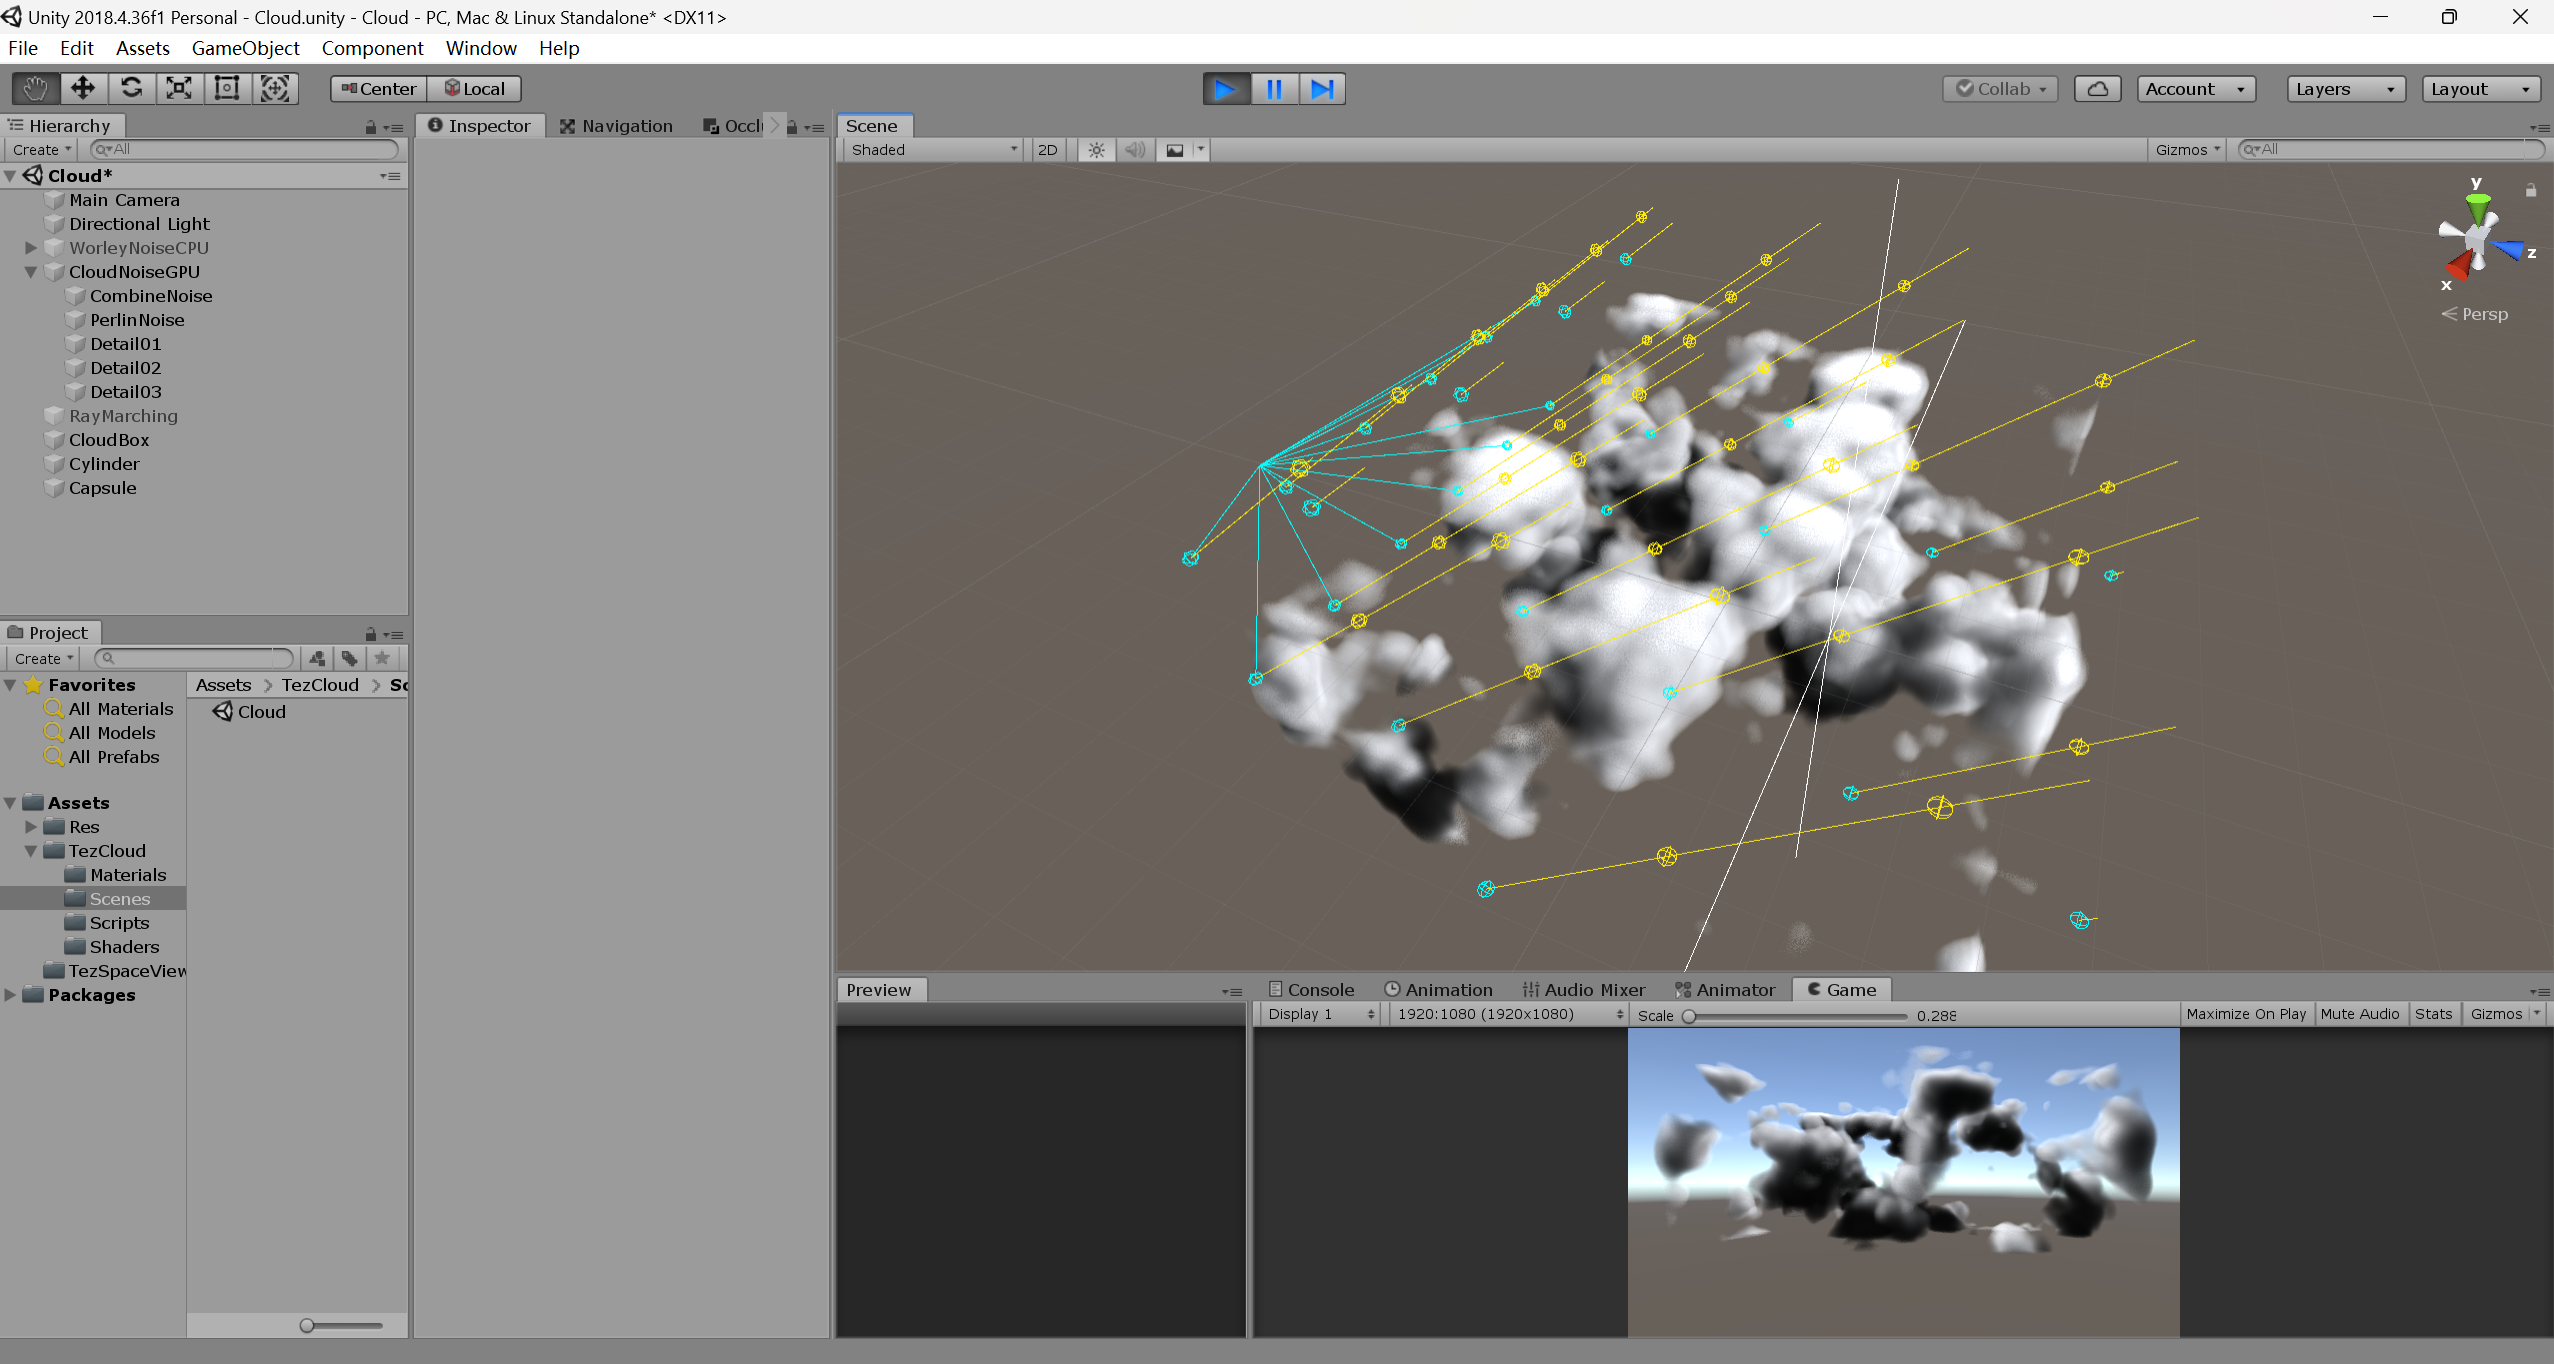 Unity 2018.4.36f1 Personal - Cloud.unity - Cloud - PC, Mac & Linux Standalone* <DX11>
File Edit Assets GameObject Component Window Help
Center Local
Collab Account Layers Layout
Hierarchy
Create All
Cloud*
Main Camera
Directional Light
WorleyNoiseCPU
CloudNoiseGPU
CombineNoise
PerlinNoise
Detail01
Detail02
Detail03
RayMarching
CloudBox
Cylinder
Capsule
Inspector Navigation
Scene
Shaded 2D Gizmos All
y
z
x
Persp
Project
Create
Favorites
All Materials
All Models
All Prefabs
Assets
Res
TezCloud
Materials
Scenes
Scripts
Shaders
TezSpaceView
Packages
Assets TezCloud
Cloud
Preview
Console Animation Audio Mixer Animator Game
Display 1 1920:1080 (1920x1080) Scale 0.288 Maximize On Play Mute Audio Stats Gizmos